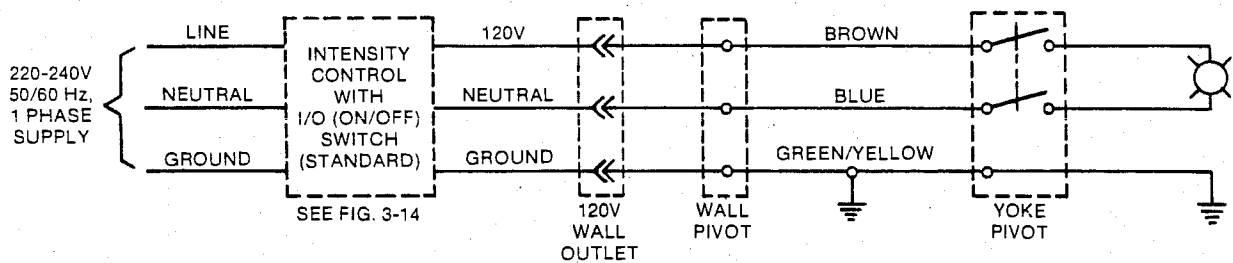 220-240V
50/60 Hz,
1 PHASE
SUPPLY
LINE
NEUTRAL
GROUND
INTENSITY
CONTROL
WITH
I/O (ON/OFF)
SWITCH
(STANDARD)
SEE FIG. 3-14
120V
NEUTRAL
GROUND
120V
WALL
OUTLET
WALL
PIVOT
BROWN
BLUE
GREEN/YELLOW
YOKE
PIVOT